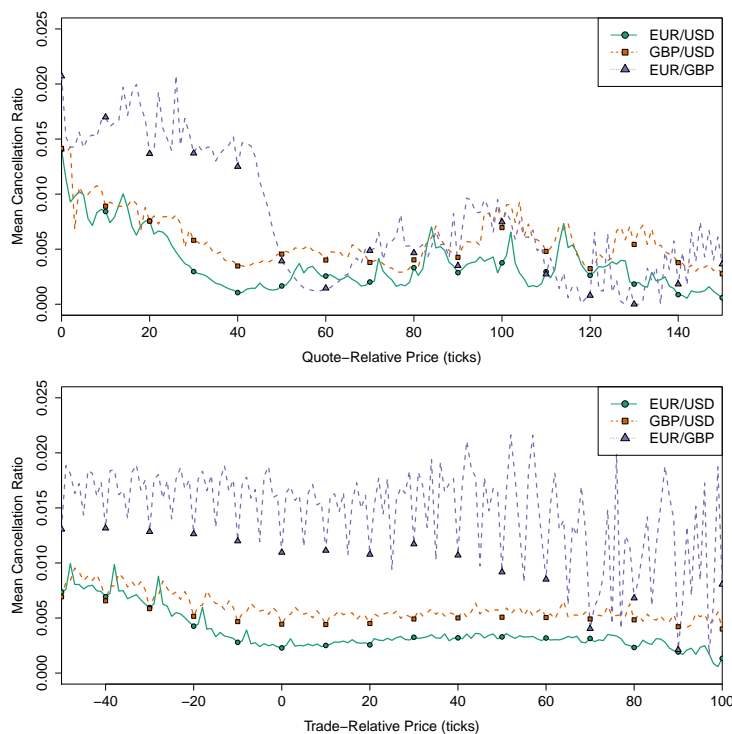 0.025
0.020
0.015
0.010
0.005
0.000
Mean Cancellation Ratio
EUR/USD
GBP/USD
EUR/GBP
0 20 40 60 80 100 120 140
Quote−Relative Price (ticks)
0.025
0.020
0.015
0.010
0.005
0.000
Mean Cancellation Ratio
EUR/USD
GBP/USD
EUR/GBP
−40 −20 0 20 40 60 80 100
Trade−Relative Price (ticks)